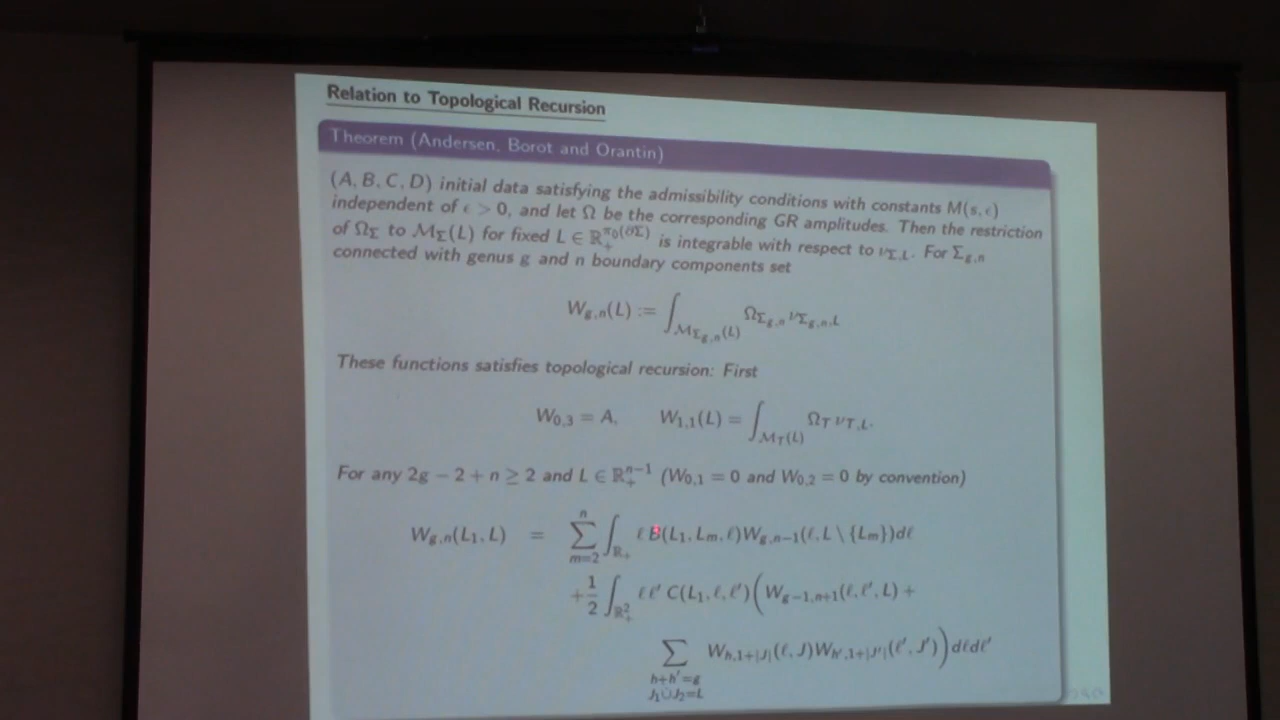 Relation to Topological Recursion
Theorem (Andersen, Borot and Orantin)
(A, B, C, D) initial data satisfying the admissibility conditions with constants M(s, ϵ)
independent of ϵ > 0, and let Ω be the corresponding GR amplitudes. Then the restriction
of Ω_Σ to M_Σ(L) for fixed L ∈ ℝ_+^{π_0(∂Σ)} is integrable with respect to ν_{Σ,L}. For Σ_{g,n}
connected with genus g and n boundary components set
W_{g,n}(L) := ∫_{M_{Σ_{g,n}}(L)} Ω_{Σ_{g,n}} ν_{Σ_{g,n},L}
These functions satisfies topological recursion: First
W_{0,3} = A, W_{1,1}(L) = ∫_{M_T(L)} Ω_T ν_{T,L}.
For any 2g − 2 + n ≥ 2 and L ∈ ℝ_+^{n−1} (W_{0,1} = 0 and W_{0,2} = 0 by convention)
W_{g,n}(L_1, L) = ∑_{m=2}^{n} ∫_{ℝ_+} ℓ B(L_1, L_m, ℓ)W_{g,n−1}(ℓ, L \ {L_m})dℓ
+ 1/2 ∫_{ℝ_+^2} ℓℓ′ C(L_1, ℓ, ℓ′)(W_{g−1,n+1}(ℓ, ℓ′, L) +
∑_{h+h′=g, J_1∪̇J_2=L} W_{h,1+|J|}(ℓ, J)W_{h′,1+|J′|}(ℓ′, J′))dℓdℓ′